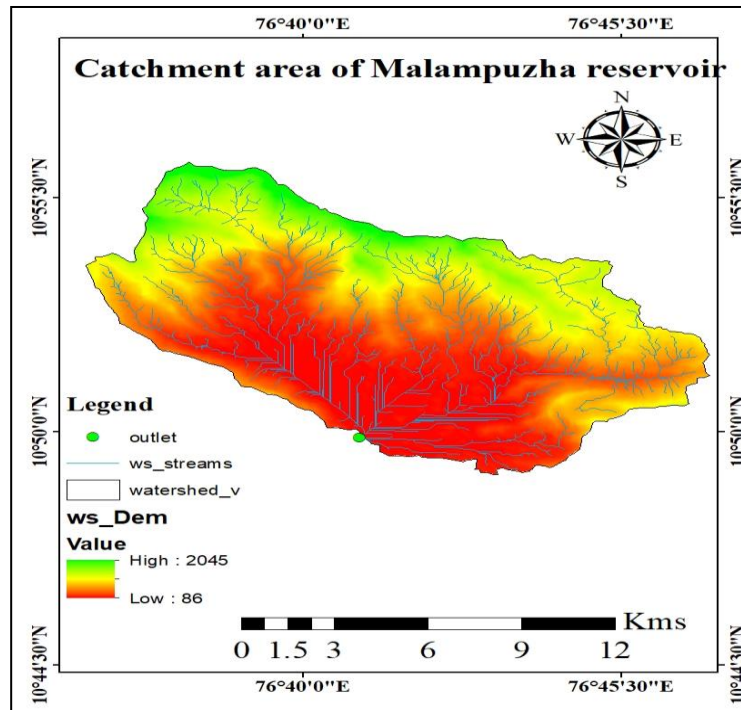 76°40'0"E 76°45'30"E
Catchment area of Malampuzha reservoir
N
W E
S
10°55'30"N 10°55'30"N
Legend
outlet
10°50'0"N 10°50'0"N
ws_streams
watershed_v
ws_Dem
Value
High : 2045
Low : 86
Kms
0 1.5 3 6 9 12
10°44'30"N 10°44'30"N
76°40'0"E 76°45'30"E